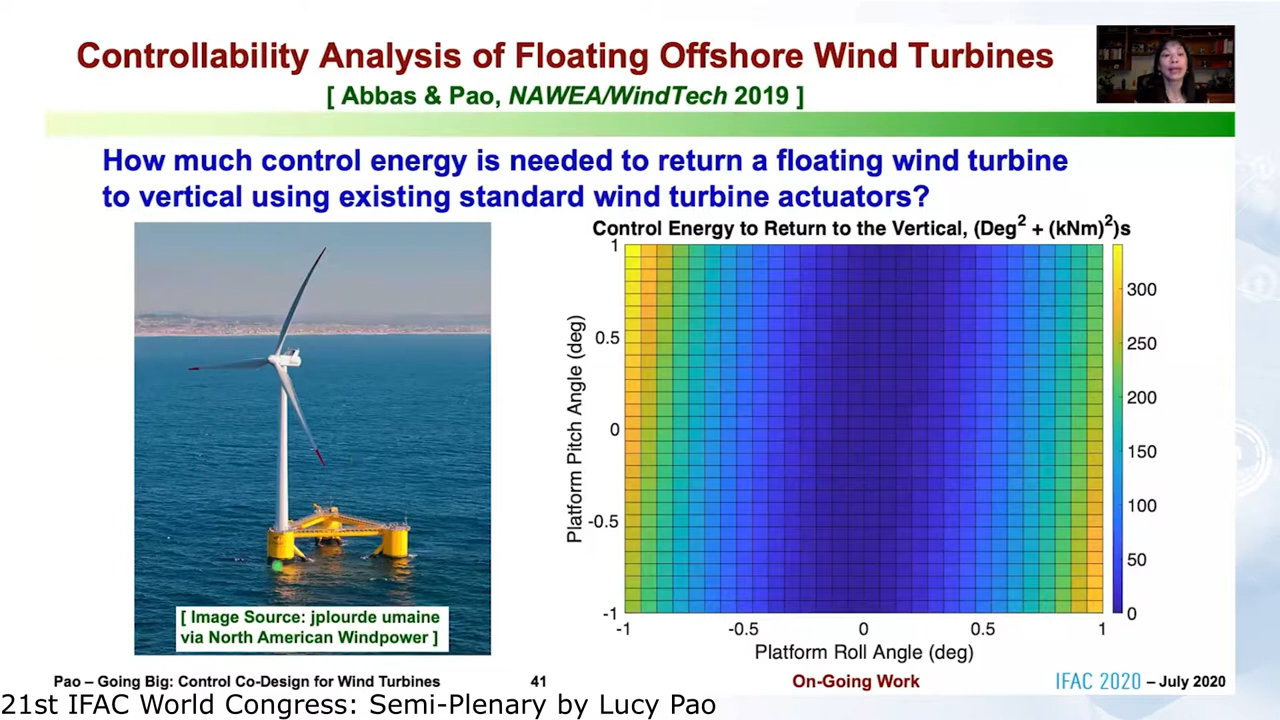 Controllability Analysis of Floating Offshore Wind Turbines
[ Abbas & Pao, NAWEA/WindTech 2019 ]
How much control energy is needed to return a floating wind turbine
to vertical using existing standard wind turbine actuators?
Control Energy to Return to the Vertical, (Deg² + (kNm)²)s
1
0.5
0
-0.5
-1
Platform Pitch Angle (deg)
-1
-0.5
0
0.5
1
Platform Roll Angle (deg)
300
250
200
150
100
50
0
[ Image Source: jplourde umaine
via North American Windpower ]
Pao – Going Big: Control Co-Design for Wind Turbines
41
On-Going Work
IFAC 2020 – July 2020
21st IFAC World Congress: Semi-Plenary by Lucy Pao